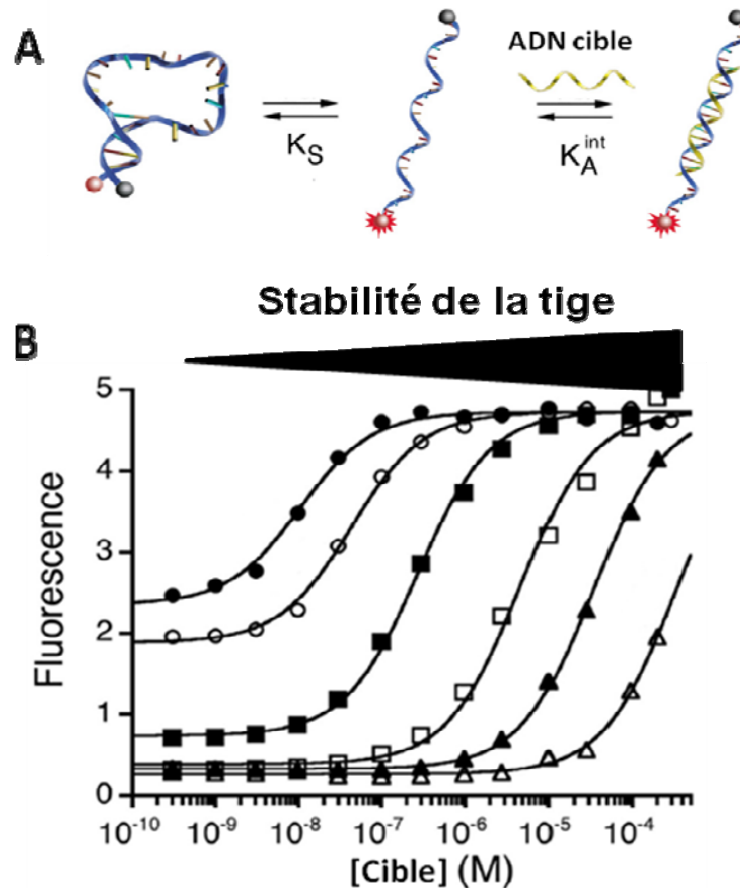 A
ADN cible
K_S
K_A^int
Stabilité de la tige
B
5
4
3
2
1
0
Fluorescence
10^-10 10^-9 10^-8 10^-7 10^-6 10^-5 10^-4
[Cible] (M)